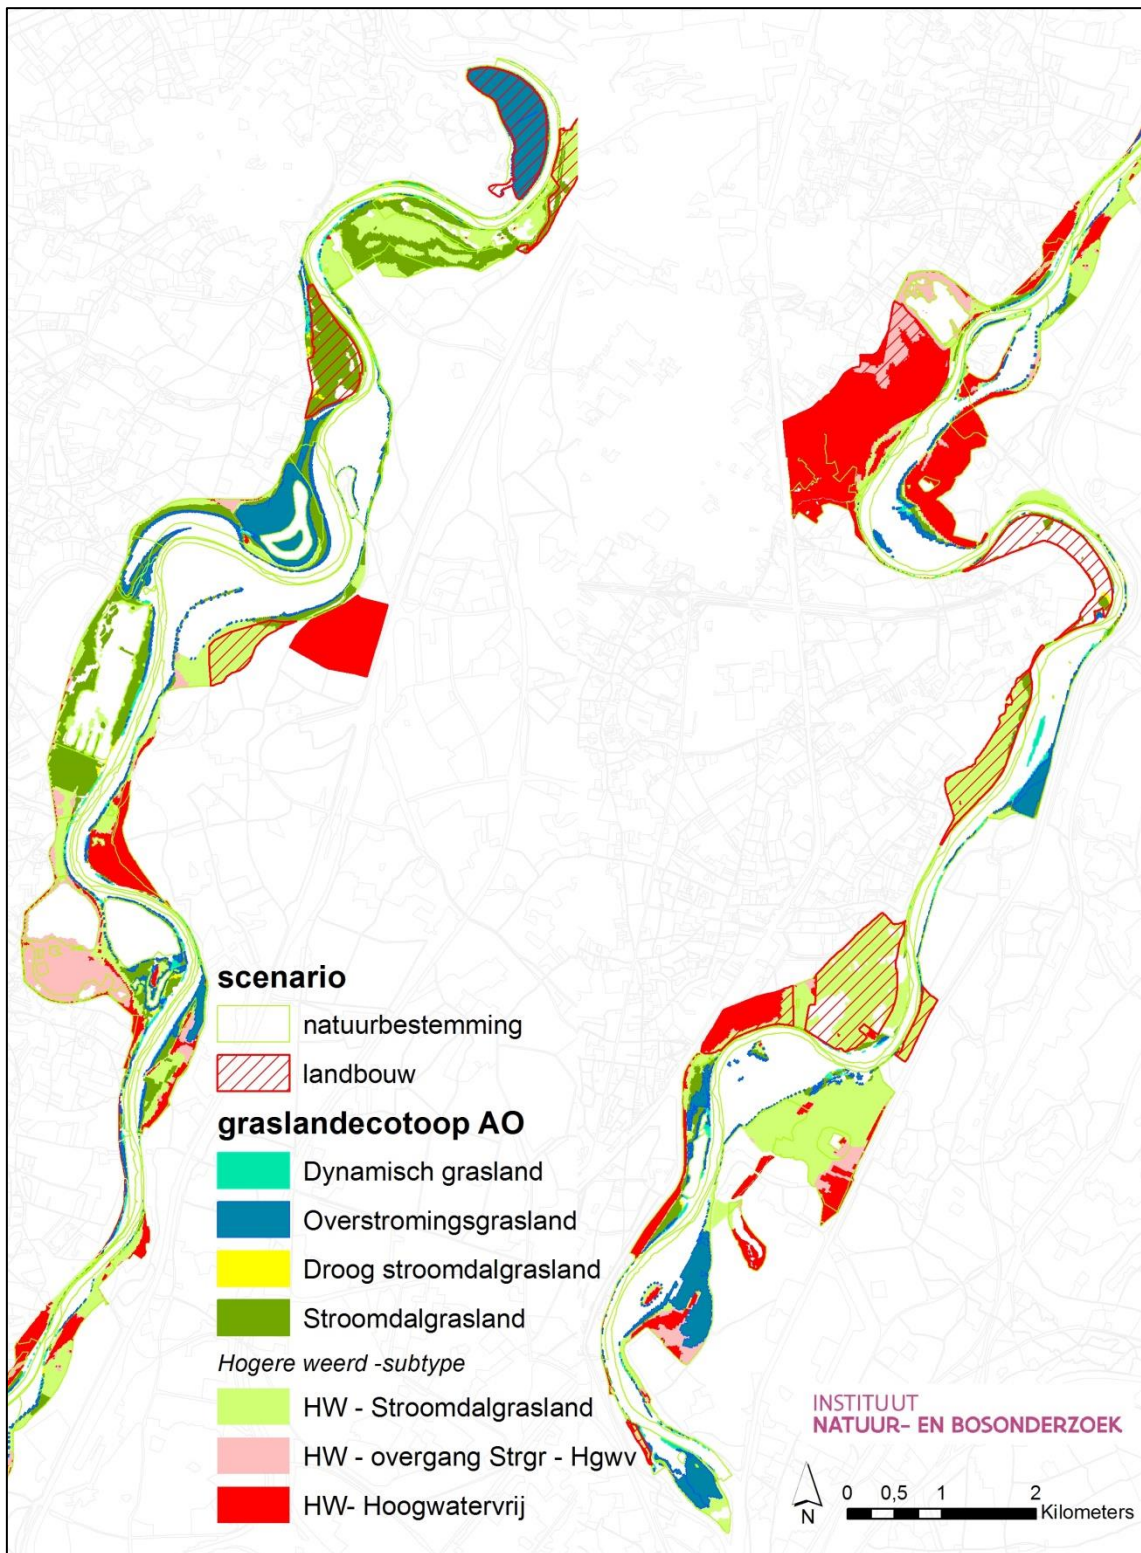 scenario
natuurbestemming
landbouw
graslandecotoop AO
Dynamisch grasland
Overstromingsgrasland
Droog stroomdalgrasland
Stroomdalgrasland
Hogere weerd -subtype
HW - Stroomdalgrasland
HW - overgang Strgr - Hgwv
HW- Hoogwatervrij
INSTITUUT
NATUUR- EN BOSONDERZOEK
N
0 0,5 1 2
Kilometers